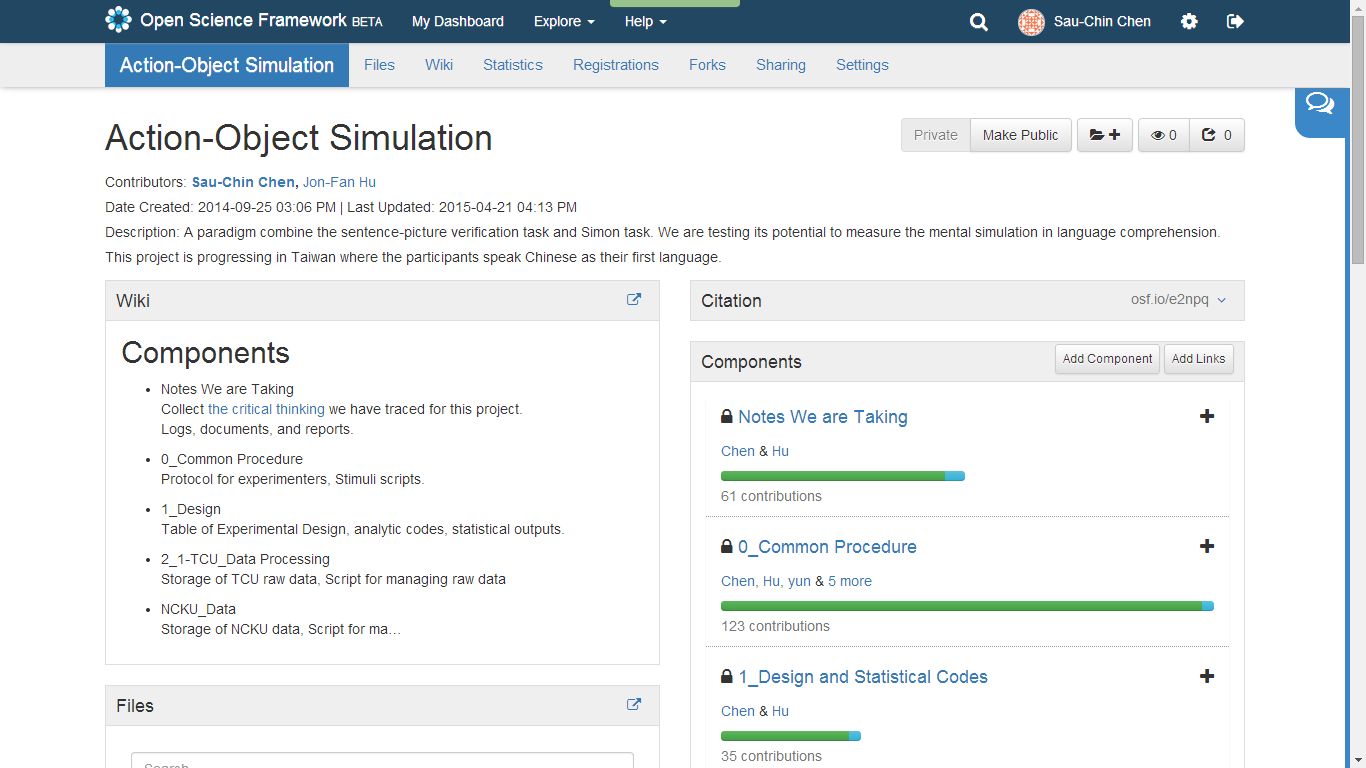 Open Science Framework BETA My Dashboard Explore Help Sau-Chin Chen
Action-Object Simulation Files Wiki Statistics Registrations Forks Sharing Settings
Action-Object Simulation
Private Make Public 0 0
Contributors: Sau-Chin Chen, Jon-Fan Hu
Date Created: 2014-09-25 03:06 PM | Last Updated: 2015-04-21 04:13 PM
Description: A paradigm combine the sentence-picture verification task and Simon task. We are testing its potential to measure the mental simulation in language comprehension.
This project is progressing in Taiwan where the participants speak Chinese as their first language.
Wiki
Components
• Notes We are Taking
Collect the critical thinking we have traced for this project.
Logs, documents, and reports.
• 0_Common Procedure
Protocol for experimenters, Stimuli scripts.
• 1_Design
Table of Experimental Design, analytic codes, statistical outputs.
• 2_1-TCU_Data Processing
Storage of TCU raw data, Script for managing raw data
• NCKU_Data
Storage of NCKU data, Script for ma...
Files
Search
Citation osf.io/e2npq
Components Add Component Add Links
Notes We are Taking
Chen & Hu
61 contributions
0_Common Procedure
Chen, Hu, yun & 5 more
123 contributions
1_Design and Statistical Codes
Chen & Hu
35 contributions